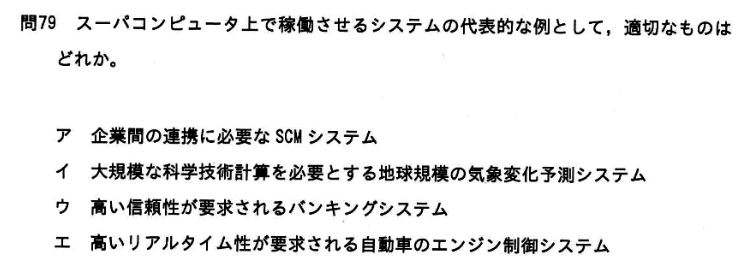 問79 スーパコンピュータ上で稼働させるシステムの代表的な例として，適切なものは
どれか。
ア 企業間の連携に必要なSCMシステム
イ 大規模な科学技術計算を必要とする地球規模の気象変化予測システム
ウ 高い信頼性が要求されるバンキングシステム
エ 高いリアルタイム性が要求される自動車のエンジン制御システム